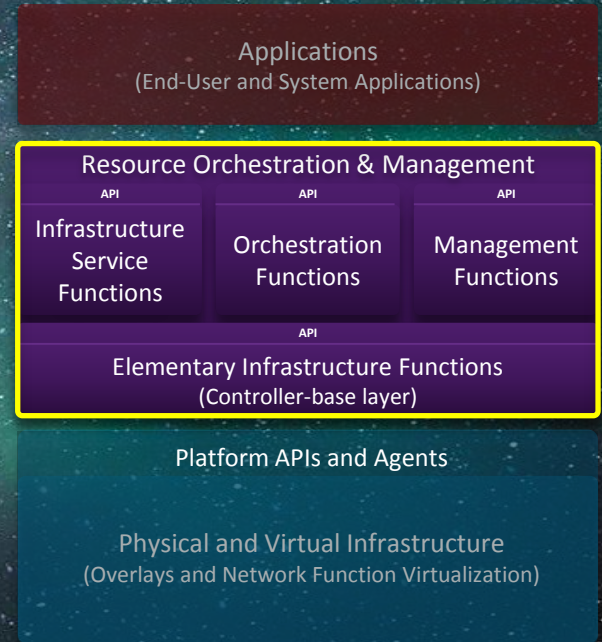 Applications
(End-User and System Applications)
Resource Orchestration & Management
API
API
API
Infrastructure
Service
Functions
Orchestration
Functions
Management
Functions
API
Elementary Infrastructure Functions
(Controller-base layer)
Platform APIs and Agents
Physical and Virtual Infrastructure
(Overlays and Network Function Virtualization)